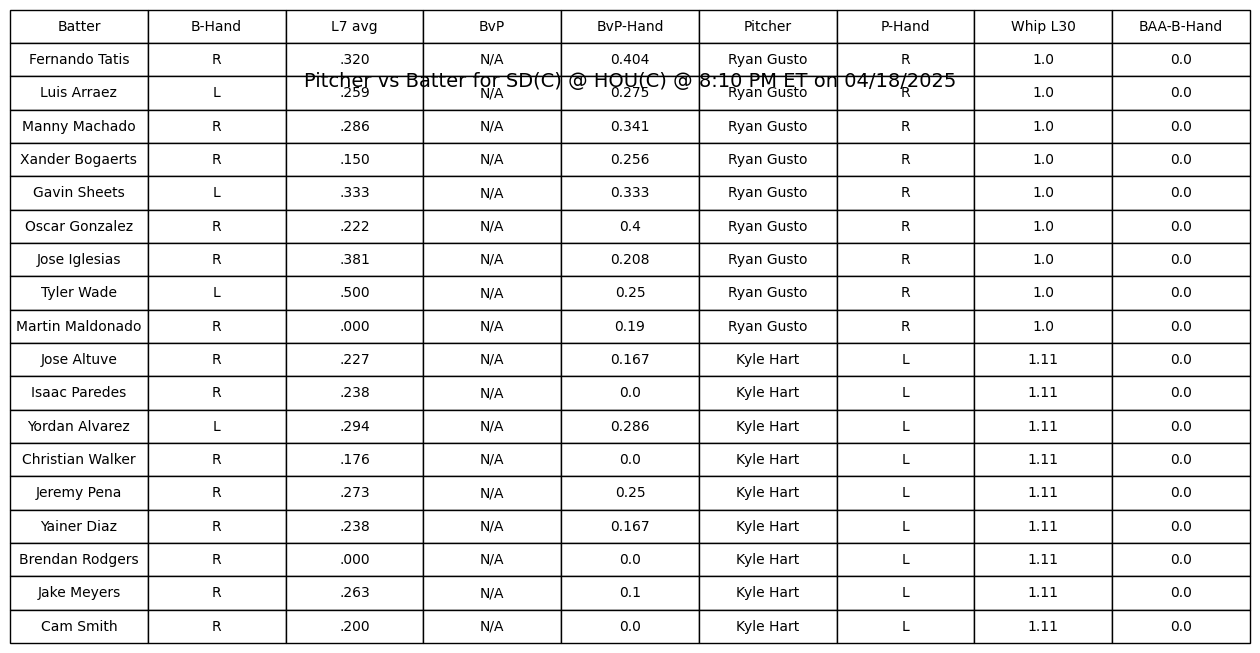 Batter B-Hand L7 avg BvP BvP-Hand Pitcher P-Hand Whip L30 BAA-B-Hand
Fernando Tatis R .320 N/A 0.404 Ryan Gusto R 1.0 0.0
Pitcher vs Batter for SD(C) @ HOU(C) @ 8:10 PM ET on 04/18/2025
Luis Arraez L .259 N/A 0.275 Ryan Gusto R 1.0 0.0
Manny Machado R .286 N/A 0.341 Ryan Gusto R 1.0 0.0
Xander Bogaerts R .150 N/A 0.256 Ryan Gusto R 1.0 0.0
Gavin Sheets L .333 N/A 0.333 Ryan Gusto R 1.0 0.0
Oscar Gonzalez R .222 N/A 0.4 Ryan Gusto R 1.0 0.0
Jose Iglesias R .381 N/A 0.208 Ryan Gusto R 1.0 0.0
Tyler Wade L .500 N/A 0.25 Ryan Gusto R 1.0 0.0
Martin Maldonado R .000 N/A 0.19 Ryan Gusto R 1.0 0.0
Jose Altuve R .227 N/A 0.167 Kyle Hart L 1.11 0.0
Isaac Paredes R .238 N/A 0.0 Kyle Hart L 1.11 0.0
Yordan Alvarez L .294 N/A 0.286 Kyle Hart L 1.11 0.0
Christian Walker R .176 N/A 0.0 Kyle Hart L 1.11 0.0
Jeremy Pena R .273 N/A 0.25 Kyle Hart L 1.11 0.0
Yainer Diaz R .238 N/A 0.167 Kyle Hart L 1.11 0.0
Brendan Rodgers R .000 N/A 0.0 Kyle Hart L 1.11 0.0
Jake Meyers R .263 N/A 0.1 Kyle Hart L 1.11 0.0
Cam Smith R .200 N/A 0.0 Kyle Hart L 1.11 0.0